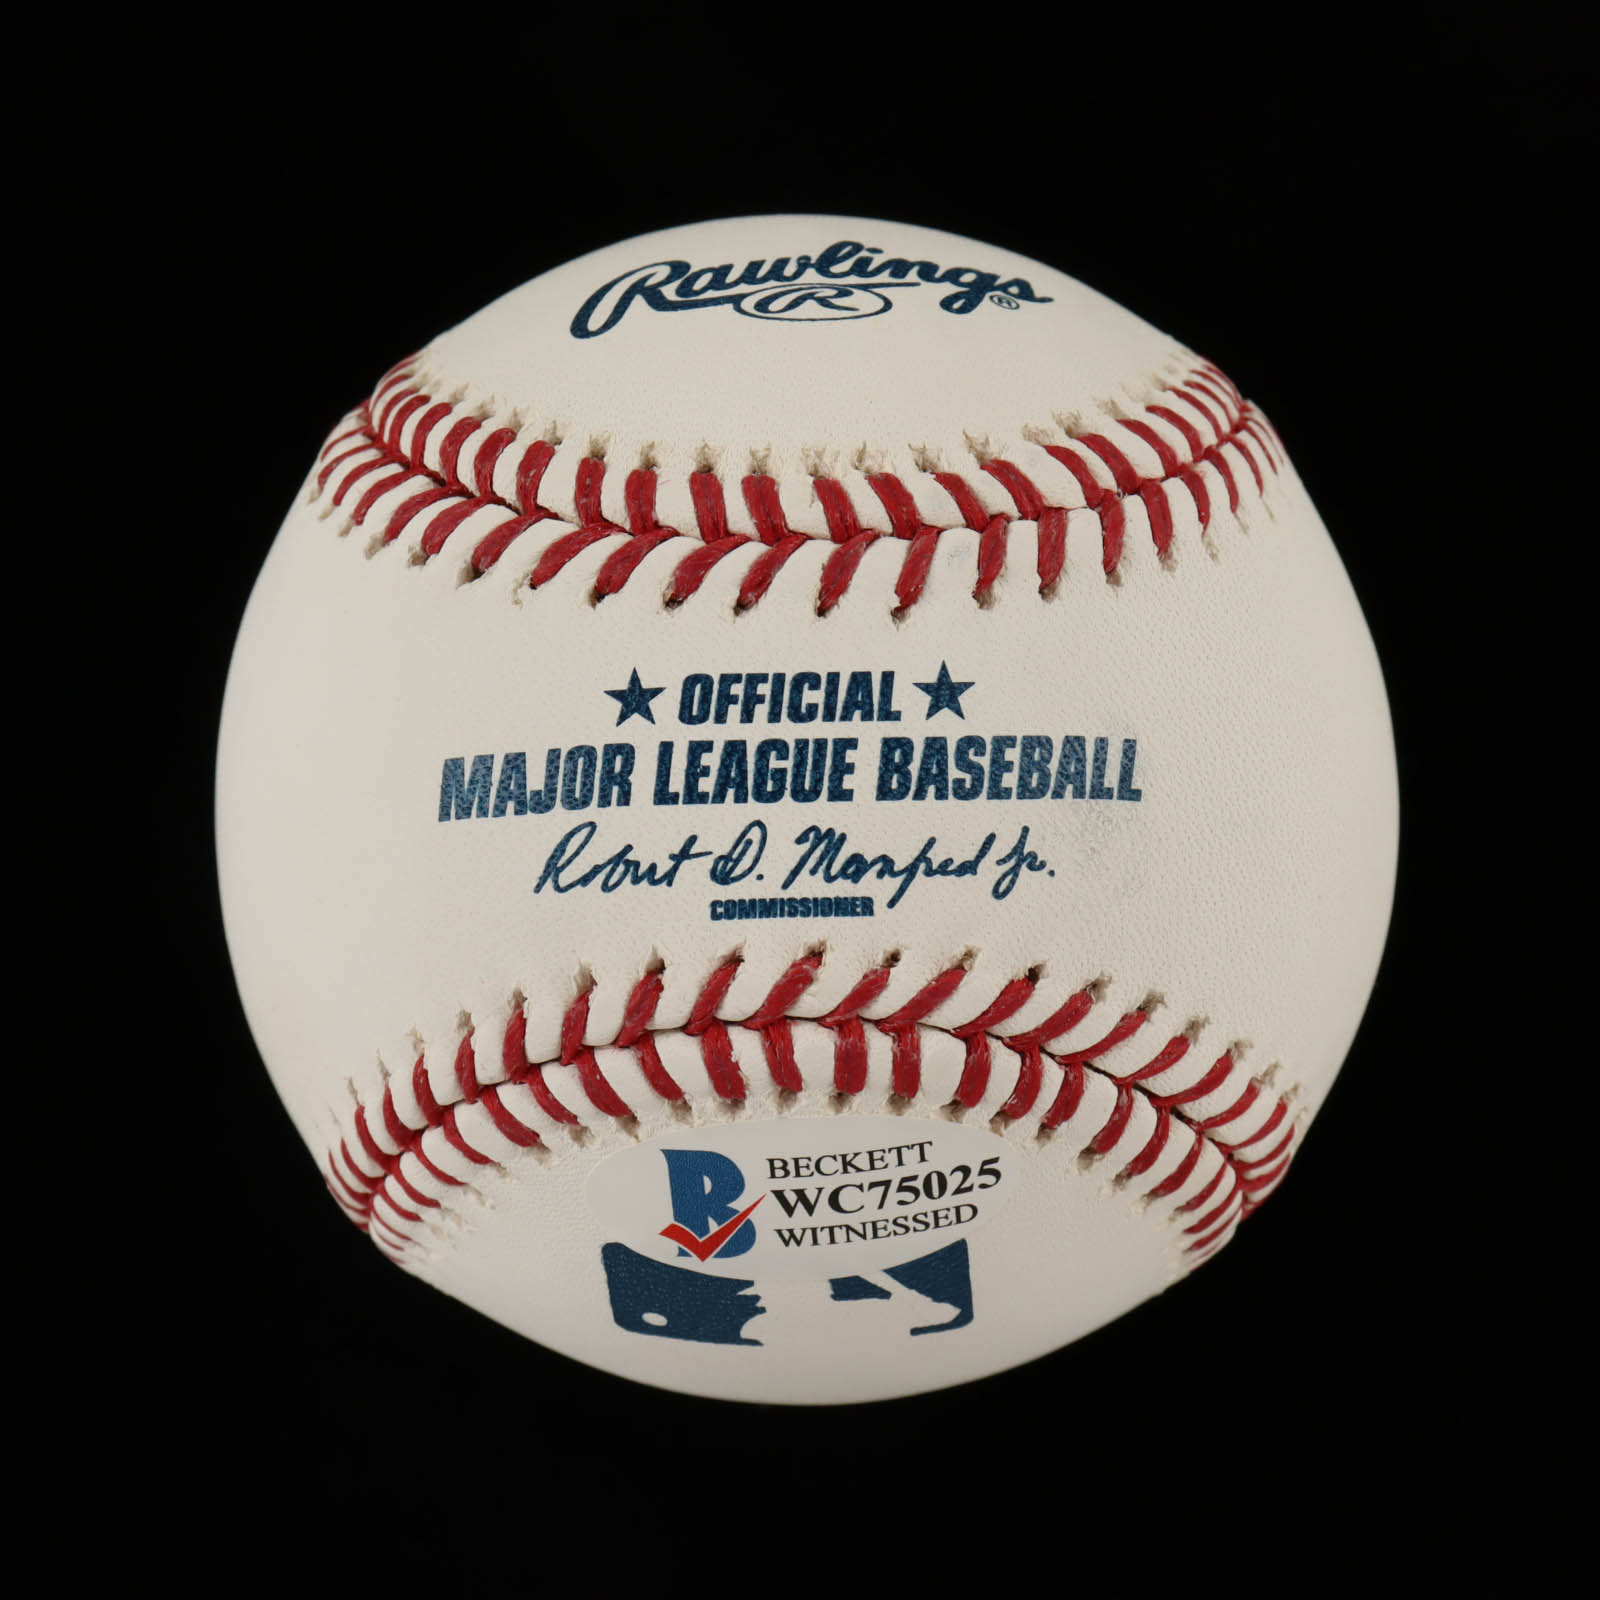 Rawlings®
R
★ OFFICIAL ★
MAJOR LEAGUE BASEBALL
Robert D. Manfred Jr.
COMMISSIONER
B BECKETT
WC75025
WITNESSED